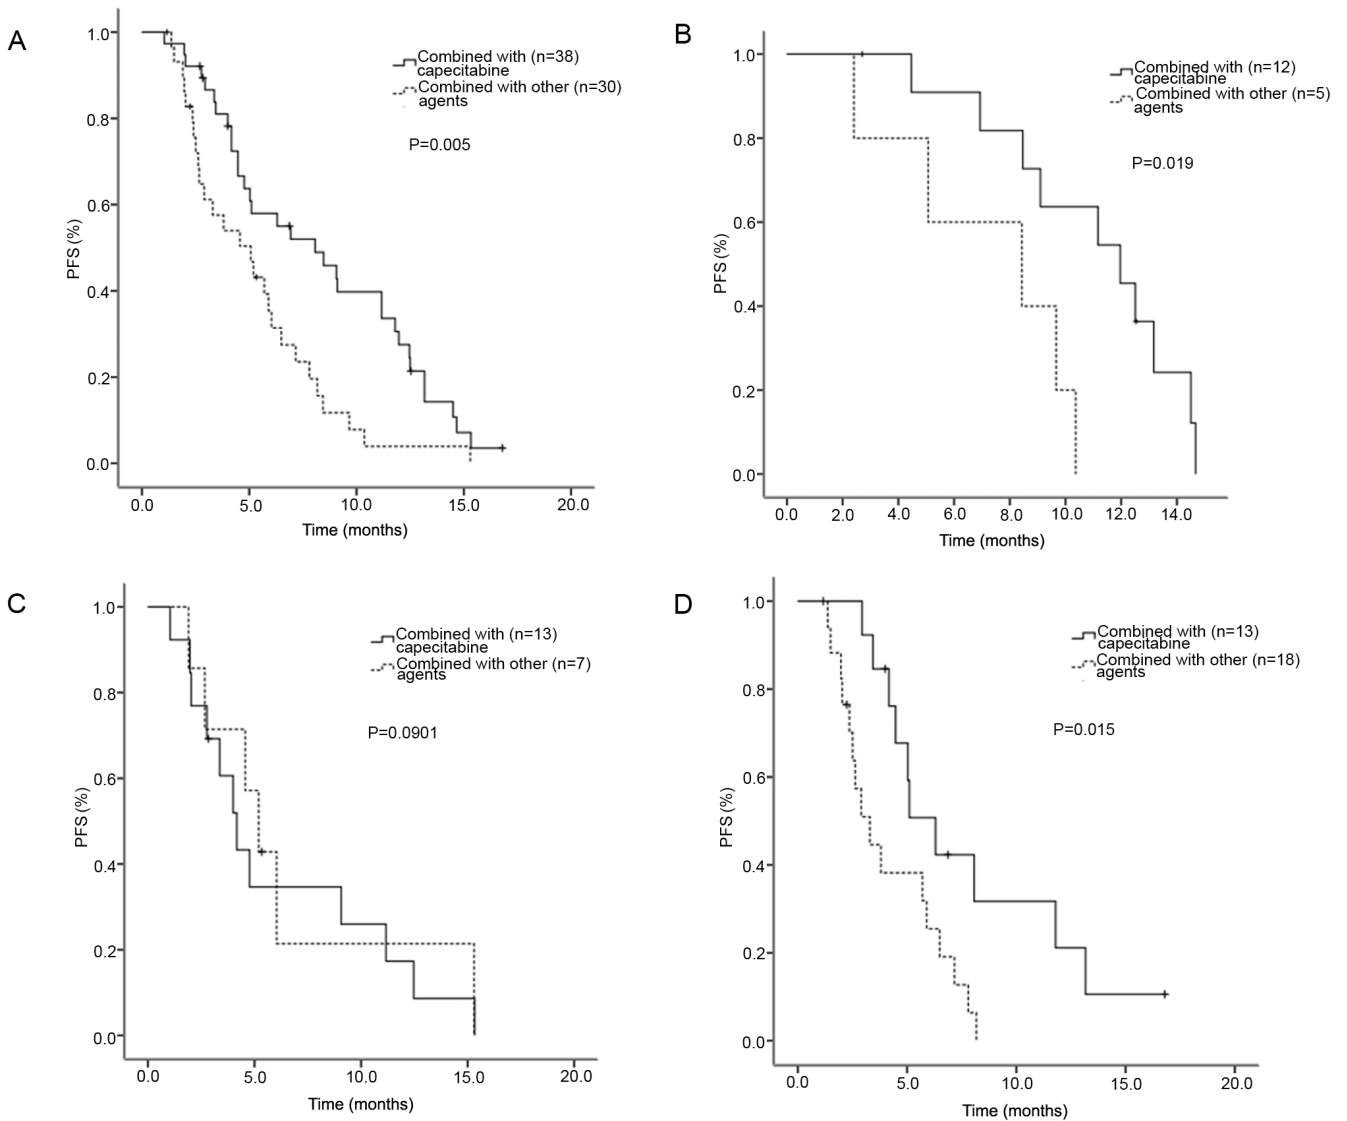 A
1.0
0.8
0.6
0.4
0.2
0.0
PFS (%)
Combined with (n=38)
capecitabine
Combined with other (n=30)
agents
P=0.005
0.0 5.0 10.0 15.0 20.0
Time (months)
B
1.0
0.8
0.6
0.4
0.2
0.0
PFS (%)
Combined with (n=12)
capecitabine
Combined with other (n=5)
agents
P=0.019
0.0 2.0 4.0 6.0 8.0 10.0 12.0 14.0
Time (months)
C
1.0
0.8
0.6
0.4
0.2
0.0
PFS (%)
Combined with (n=13)
capecitabine
Combined with other (n=7)
agents
P=0.0901
0.0 5.0 10.0 15.0 20.0
Time (months)
D
1.0
0.8
0.6
0.4
0.2
0.0
PFS (%)
Combined with (n=13)
capecitabine
Combined with other (n=18)
agents
P=0.015
0.0 5.0 10.0 15.0 20.0
Time (months)